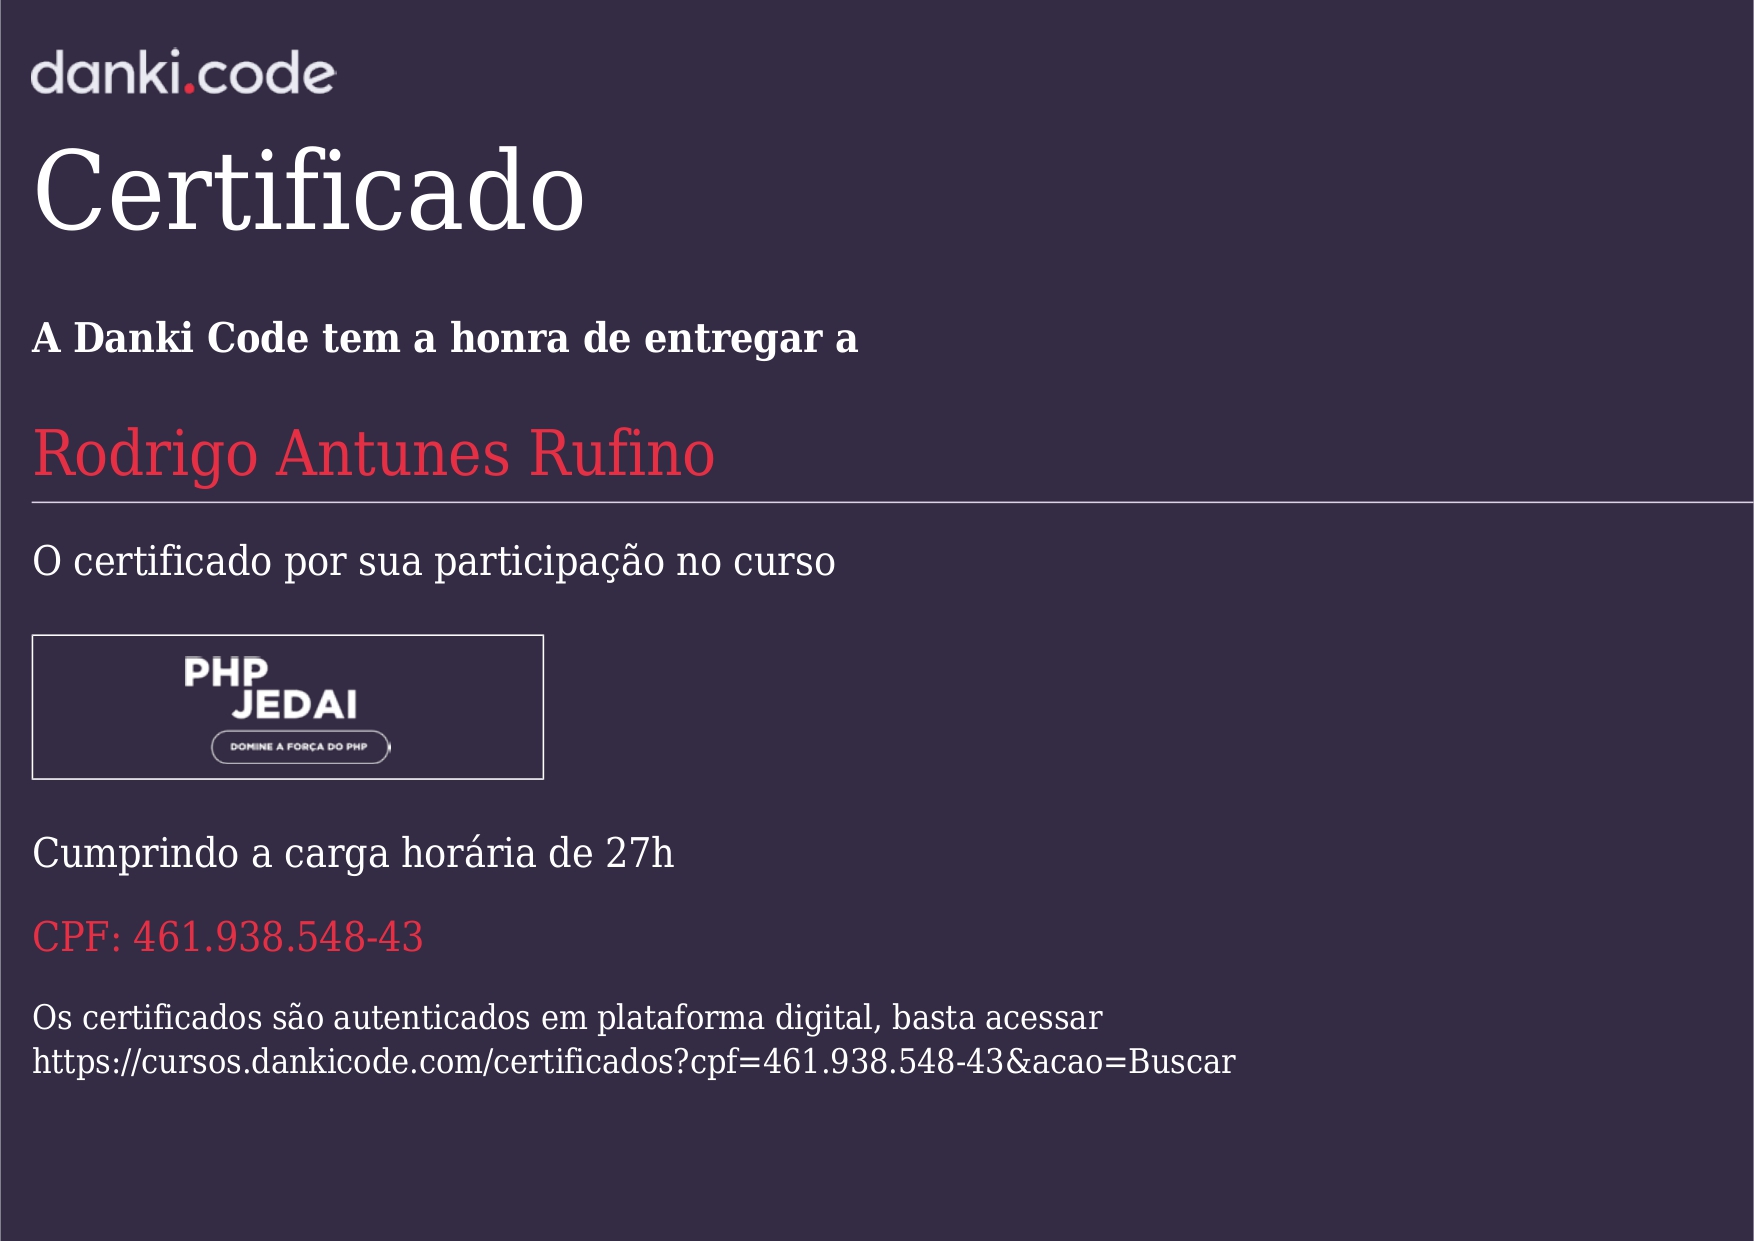 danki.code
Certificado
A Danki Code tem a honra de entregar a
Rodrigo Antunes Rufino
O certificado por sua participação no curso
PHP
JEDAI
DOMINE A FORÇA DO PHP
Cumprindo a carga horária de 27h
CPF: 461.938.548-43
Os certificados são autenticados em plataforma digital, basta acessar
https://cursos.dankicode.com/certificados?cpf=461.938.548-43&acao=Buscar